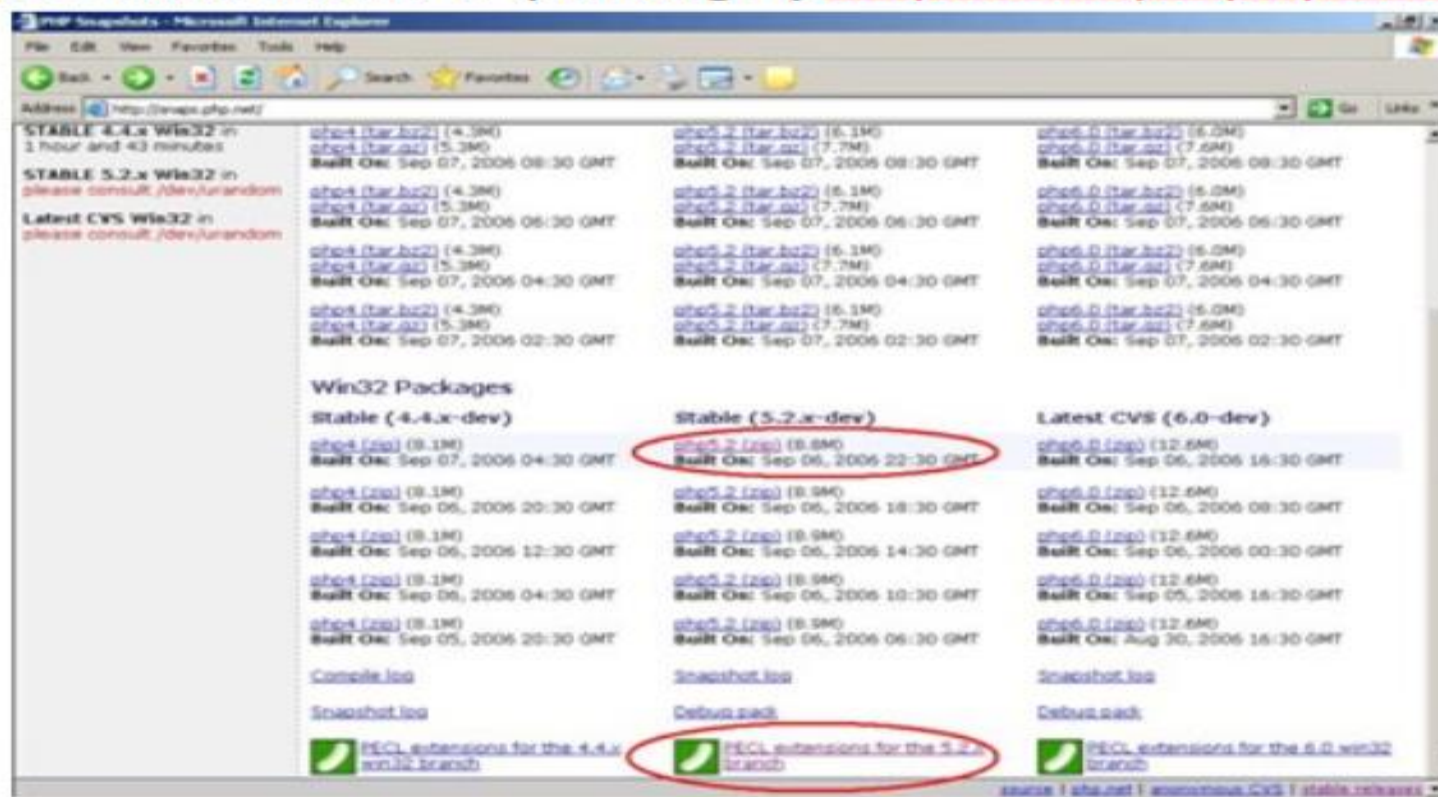 PHP Snapshots - Microsoft Internet Explorer
File Edit View Favorites Tools Help
Back Search Favorites
Address http://snaps.php.net/ Go Links
STABLE 4.4.x Win32 in
1 hour and 43 minutes
STABLE 5.2.x Win32 in
please consult /dev/urandom
Latest CVS Win32 in
please consult /dev/urandom
php4 (tar.bz2) (4.3M)
php4 (tar.gz) (5.3M)
Built On: Sep 07, 2006 08:30 GMT
php4 (tar.bz2) (4.3M)
php4 (tar.gz) (5.3M)
Built On: Sep 07, 2006 06:30 GMT
php4 (tar.bz2) (4.3M)
php4 (tar.gz) (5.3M)
Built On: Sep 07, 2006 04:30 GMT
php4 (tar.bz2) (4.3M)
php4 (tar.gz) (5.3M)
Built On: Sep 07, 2006 02:30 GMT
php5.2 (tar.bz2) (6.1M)
php5.2 (tar.gz) (7.7M)
Built On: Sep 07, 2006 08:30 GMT
php5.2 (tar.bz2) (6.1M)
php5.2 (tar.gz) (7.7M)
Built On: Sep 07, 2006 06:30 GMT
php5.2 (tar.bz2) (6.1M)
php5.2 (tar.gz) (7.7M)
Built On: Sep 07, 2006 04:30 GMT
php5.2 (tar.bz2) (6.1M)
php5.2 (tar.gz) (7.7M)
Built On: Sep 07, 2006 02:30 GMT
php6.0 (tar.bz2) (6.0M)
php6.0 (tar.gz) (7.6M)
Built On: Sep 07, 2006 08:30 GMT
php6.0 (tar.bz2) (6.0M)
php6.0 (tar.gz) (7.6M)
Built On: Sep 07, 2006 06:30 GMT
php6.0 (tar.bz2) (6.0M)
php6.0 (tar.gz) (7.6M)
Built On: Sep 07, 2006 04:30 GMT
php6.0 (tar.bz2) (6.0M)
php6.0 (tar.gz) (7.6M)
Built On: Sep 07, 2006 02:30 GMT
Win32 Packages
Stable (4.4.x-dev)
php4 (zip) (8.1M)
Built On: Sep 07, 2006 04:30 GMT
php4 (zip) (8.1M)
Built On: Sep 06, 2006 20:30 GMT
php4 (zip) (8.1M)
Built On: Sep 06, 2006 12:30 GMT
php4 (zip) (8.1M)
Built On: Sep 06, 2006 04:30 GMT
php4 (zip) (8.1M)
Built On: Sep 05, 2006 20:30 GMT
Compile log
Snapshot log
PECL extensions for the 4.4.x
win32 branch
Stable (5.2.x-dev)
php5.2 (zip) (8.8M)
Built On: Sep 06, 2006 22:30 GMT
php5.2 (zip) (8.9M)
Built On: Sep 06, 2006 18:30 GMT
php5.2 (zip) (8.9M)
Built On: Sep 06, 2006 14:30 GMT
php5.2 (zip) (8.9M)
Built On: Sep 06, 2006 10:30 GMT
php5.2 (zip) (8.9M)
Built On: Sep 06, 2006 06:30 GMT
Snapshot log
Debug pack
PECL extensions for the 5.2.x
branch
Latest CVS (6.0-dev)
php6.0 (zip) (12.6M)
Built On: Sep 06, 2006 16:30 GMT
php6.0 (zip) (12.6M)
Built On: Sep 06, 2006 08:30 GMT
php6.0 (zip) (12.6M)
Built On: Sep 06, 2006 00:30 GMT
php6.0 (zip) (12.6M)
Built On: Sep 05, 2006 16:30 GMT
php6.0 (zip) (12.6M)
Built On: Aug 30, 2006 16:30 GMT
Snapshot log
Debug pack
PECL extensions for the 6.0 win32
branch
source | php.net | anonymous CVS | stable releases